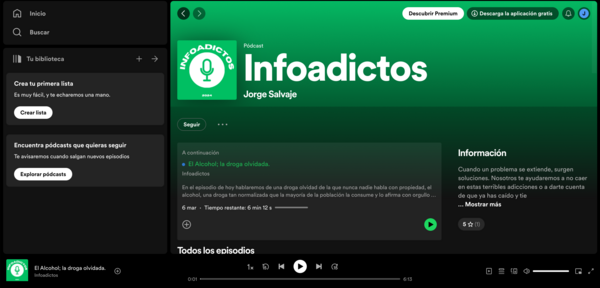 Inicio
Buscar
Tu biblioteca
Crea tu primera lista
Es muy fácil, y te echaremos una mano.
Crear lista
Encuentra pódcasts que quieras seguir
Te avisaremos cuando salgan nuevos episodios
Explorar pódcasts
Descubrir Premium
Descarga la aplicación gratis
J
INFOADICTOS
Pódcast
Infoadictos
Jorge Salvaje
Seguir
A continuación
El Alcohol; la droga olvidada.
Infoadictos
En el episodio de hoy hablaremos de una droga olvidad de la que nunca nadie habla con propiedad, el
alcohol, una droga tan normalizada que la mayoría de la población la consume y lo afirma con orgullo...
6 mar · Tiempo restante: 6 min 12 s
Información
Cuando un problema se extiende, surgen
soluciones. Nosotros te ayudaremos a no caer
en estas terribles adicciones o a darte cuenta
de que ya has caído y tie
... Mostrar más
5 (1)
Todos los episodios
El Alcohol; la droga olvidada.
Infoadictos
1x
0:01
6:13